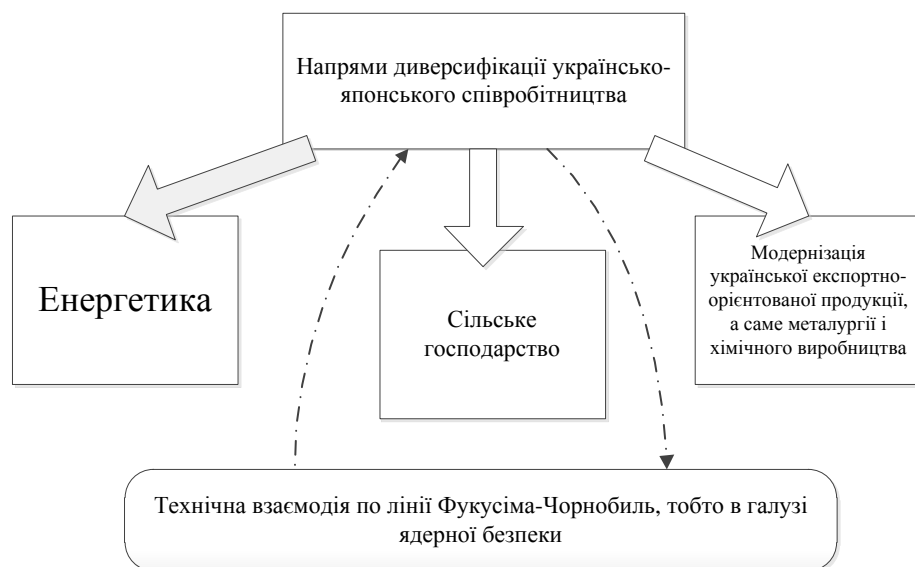 Напрями диверсифікації українсько-
японського співробітництва
Енергетика
Сільське
господарство
Модернізація
української експортно-
орієнтованої продукції,
а саме металургії і
хімічного виробництва
Технічна взаємодія по лінії Фукусіма-Чорнобиль, тобто в галузі
ядерної безпеки